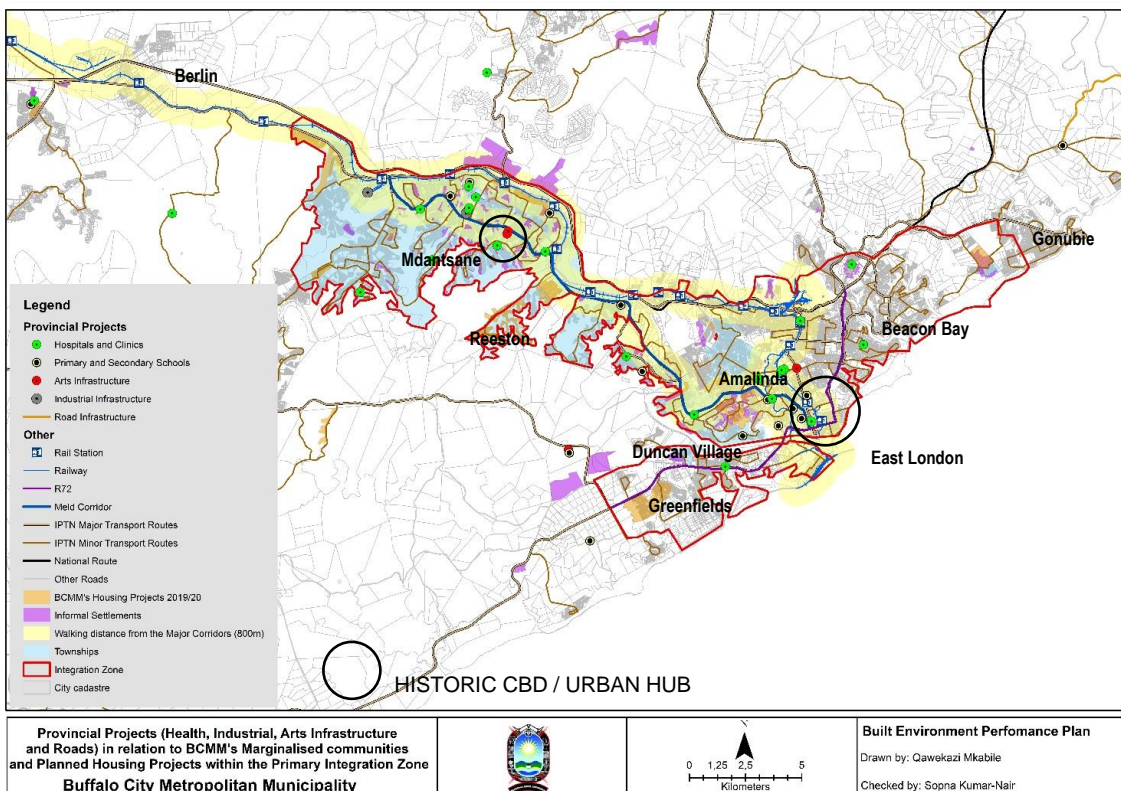 Berlin
Gonubie
Mdantsane
Reeston
Beacon Bay
Amalinda
East London
Duncan Village
Greenfields
Legend
Provincial Projects
Hospitals and Clinics
Primary and Secondary Schools
Arts Infrastructure
Industrial Infrastructure
Road Infrastructure
Other
Rail Station
Railway
R72
Meld Corridor
IPTN Major Transport Routes
IPTN Minor Transport Routes
National Route
Other Roads
BCMM's Housing Projects 2019/20
Informal Settlements
Walking distance from the Major Corridors (800m)
Townships
Integration Zone
City cadastre
HISTORIC CBD / URBAN HUB
Provincial Projects (Health, Industrial, Arts Infrastructure
and Roads) in relation to BCMM's Marginalised communities
and Planned Housing Projects within the Primary Integration Zone
Buffalo City Metropolitan Municipality
N
0 1,25 2,5 5
Kilometers
Built Environment Perfomance Plan
Drawn by: Qawekazi Mkabile
Checked by: Sopna Kumar-Nair